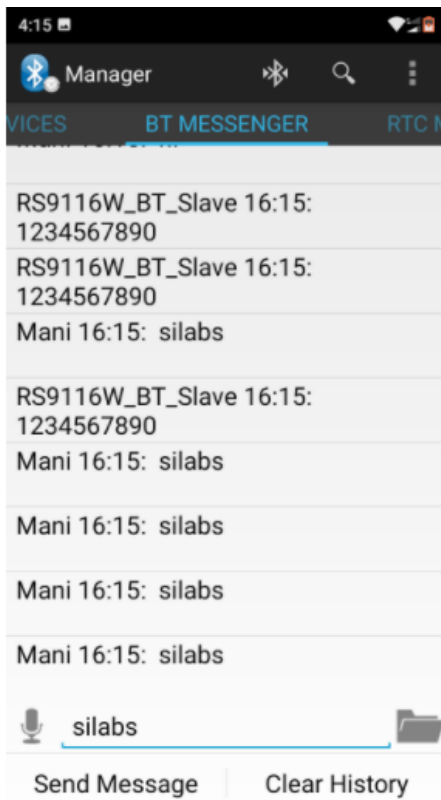 4:15
Manager
VICES BT MESSENGER RTC
RS9116W_BT_Slave 16:15:
1234567890
RS9116W_BT_Slave 16:15:
1234567890
Mani 16:15: silabs
RS9116W_BT_Slave 16:15:
1234567890
Mani 16:15: silabs
Mani 16:15: silabs
Mani 16:15: silabs
Mani 16:15: silabs
silabs
Send Message Clear History